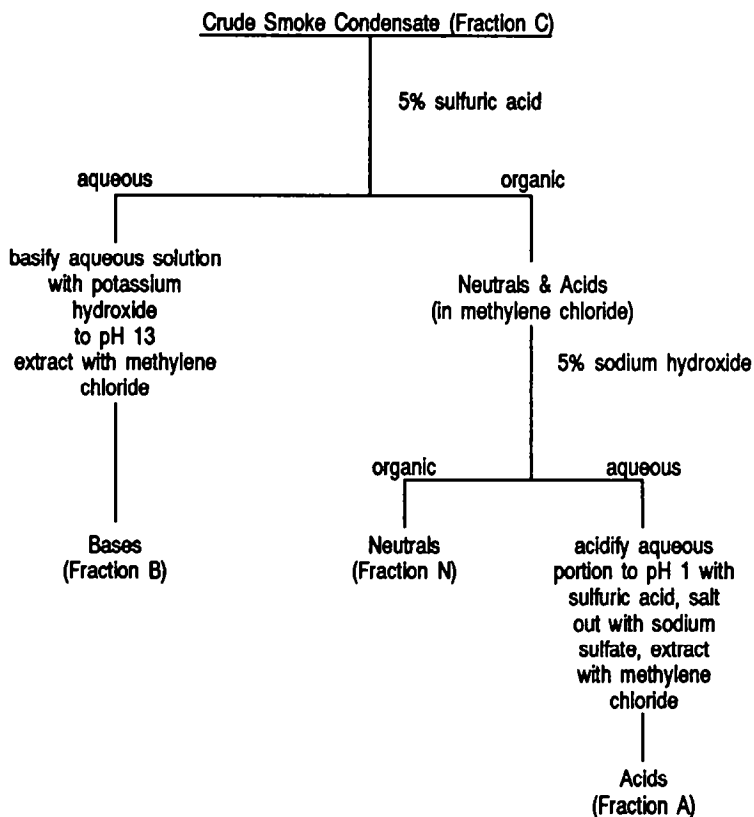 Crude Smoke Condensate (Fraction C)
5% sulfuric acid
aqueous
organic
basify aqueous solution
with potassium
hydroxide
to pH 13
extract with methylene
chloride
Neutrals & Acids
(in methylene chloride)
5% sodium hydroxide
organic
aqueous
Bases
(Fraction B)
Neutrals
(Fraction N)
acidify aqueous
portion to pH 1 with
sulfuric acid, salt
out with sodium
sulfate, extract
with methylene
chloride
Acids
(Fraction A)